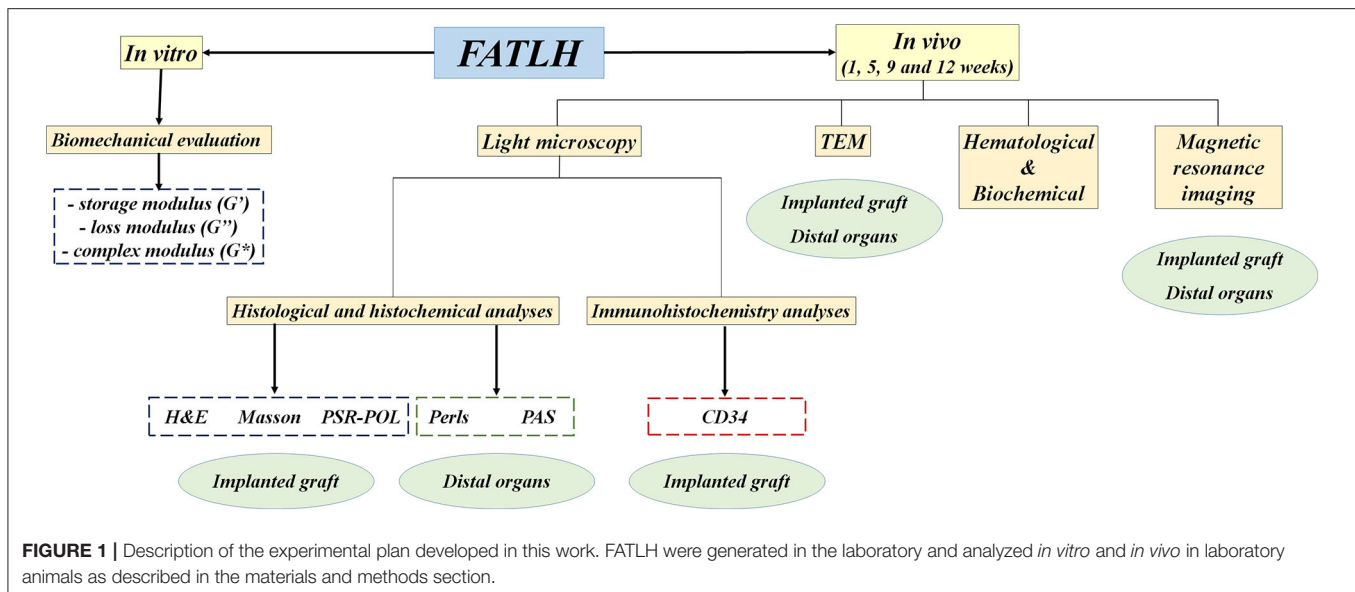 FATLH
In vitro
In vivo
(1, 5, 9 and 12 weeks)
Biomechanical evaluation
Light microscopy
TEM
Hematological
&
Biochemical
Magnetic
resonance
imaging
- storage modulus (G')
- loss modulus (G”)
- complex modulus (G*)
Implanted graft
Distal organs
Implanted graft
Distal organs
Histological and histochemical analyses
Immunohistochemistry analyses
H&E Masson PSR-POL
Perls PAS
CD34
Implanted graft
Distal organs
Implanted graft
FIGURE 1 | Description of the experimental plan developed in this work. FATLH were generated in the laboratory and analyzed in vitro and in vivo in laboratory
animals as described in the materials and methods section.